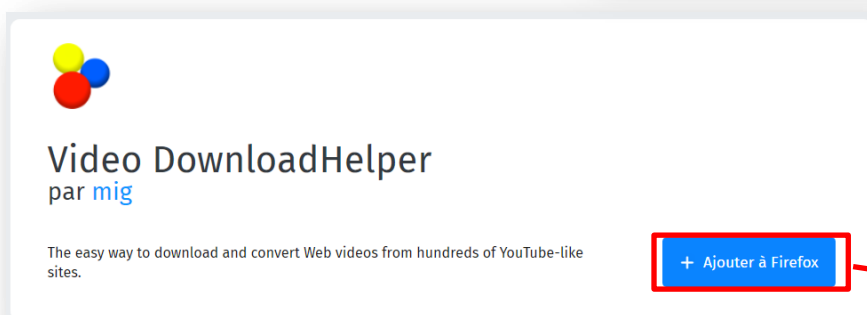 Video DownloadHelper
par mig
The easy way to download and convert Web videos from hundreds of YouTube-like
sites.
+ Ajouter à Firefox